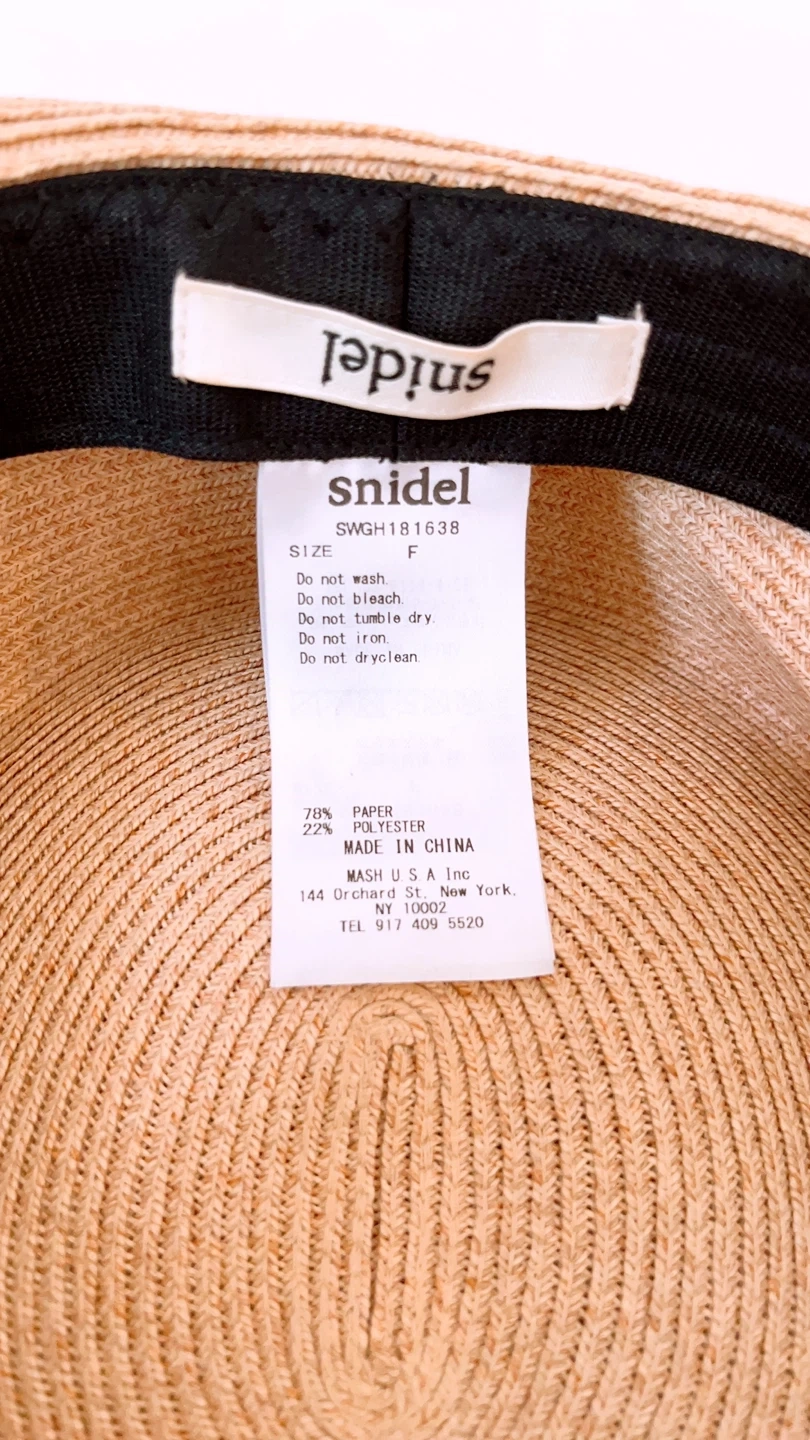 snidel
snidel
SWGH181638
SIZE F
Do not wash.
Do not bleach.
Do not tumble dry.
Do not iron.
Do not dryclean.
78% PAPER
22% POLYESTER
MADE IN CHINA
MASH U S A Inc
144 Orchard St. New York.
NY 10002
TEL 917 409 5520